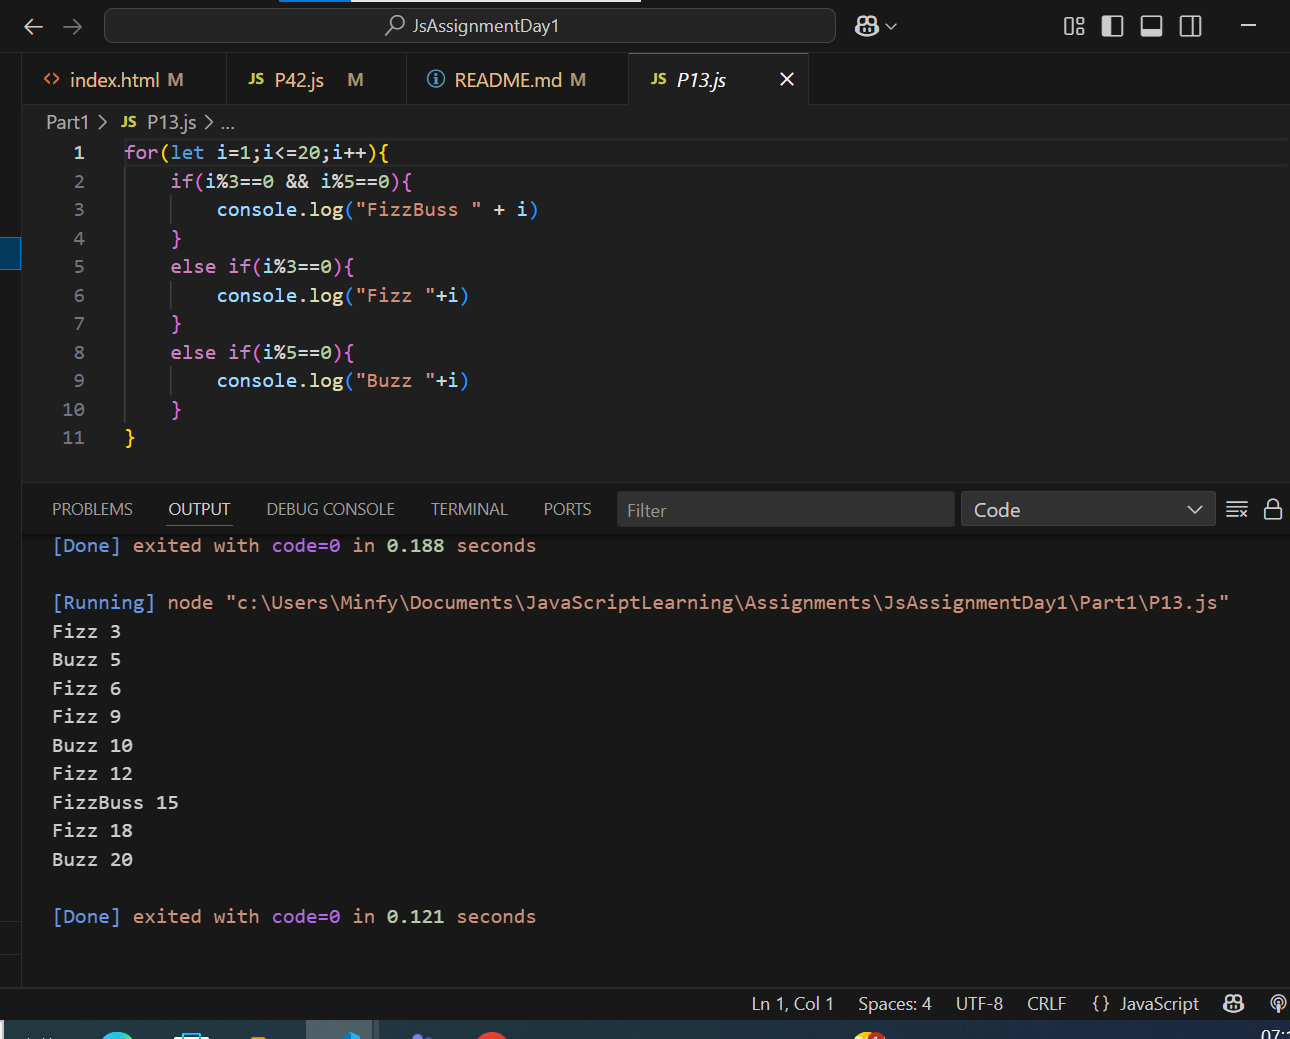 JsAssignmentDay1
<> index.html M
JS P42.js M
README.md M
JS P13.js
Part1 > JS P13.js > ...
1 for(let i=1;i<=20;i++){
2 if(i%3==0 && i%5==0){
3 console.log("FizzBuss " + i)
4 }
5 else if(i%3==0){
6 console.log("Fizz "+i)
7 }
8 else if(i%5==0){
9 console.log("Buzz "+i)
10 }
11 }
PROBLEMS OUTPUT DEBUG CONSOLE TERMINAL PORTS Filter Code
[Done] exited with code=0 in 0.188 seconds
[Running] node "c:\Users\Minfy\Documents\JavaScriptLearning\Assignments\JsAssignmentDay1\Part1\P13.js"
Fizz 3
Buzz 5
Fizz 6
Fizz 9
Buzz 10
Fizz 12
FizzBuss 15
Fizz 18
Buzz 20
[Done] exited with code=0 in 0.121 seconds
Ln 1, Col 1 Spaces: 4 UTF-8 CRLF {} JavaScript